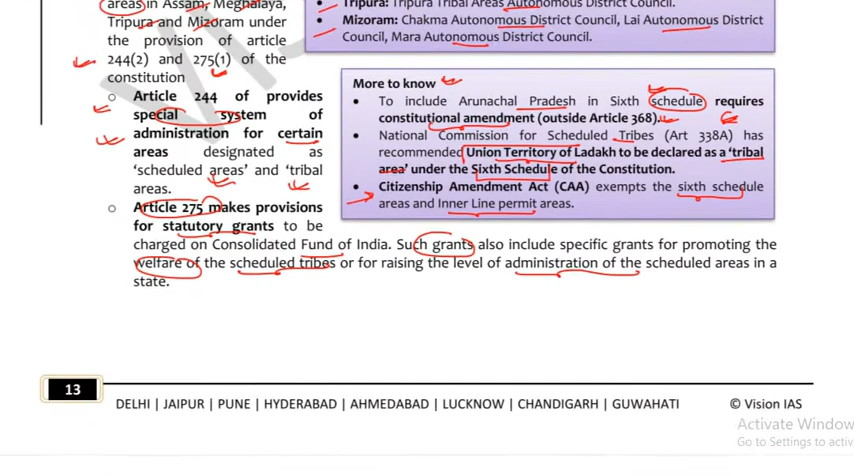 areas in Assam, Meghalaya,
Tripura and Mizoram under
the provision of article
244(2) and 275(1) of the
constitution
o Article 244 of provides
special system of
administration for certain
areas designated as
‘scheduled areas’ and ‘tribal
areas.
o Article 275 makes provisions
for statutory grants to be
charged on Consolidated Fund of India. Such grants also include specific grants for promoting the
welfare of the scheduled tribes or for raising the level of administration of the scheduled areas in a
state.
• Tripura: Tripura Tribal Areas Autonomous District Council.
• Mizoram: Chakma Autonomous District Council, Lai Autonomous District
Council, Mara Autonomous District Council.
More to know
• To include Arunachal Pradesh in Sixth schedule requires
constitutional amendment (outside Article 368).
• National Commission for Scheduled Tribes (Art 338A) has
recommended Union Territory of Ladakh to be declared as a ‘tribal
area’ under the Sixth Schedule of the Constitution.
• Citizenship Amendment Act (CAA) exempts the sixth schedule
areas and Inner Line permit areas.
13
DELHI | JAIPUR | PUNE | HYDERABAD | AHMEDABAD | LUCKNOW | CHANDIGARH | GUWAHATI
© Vision IAS
Activate Window
Go to Settings to activ